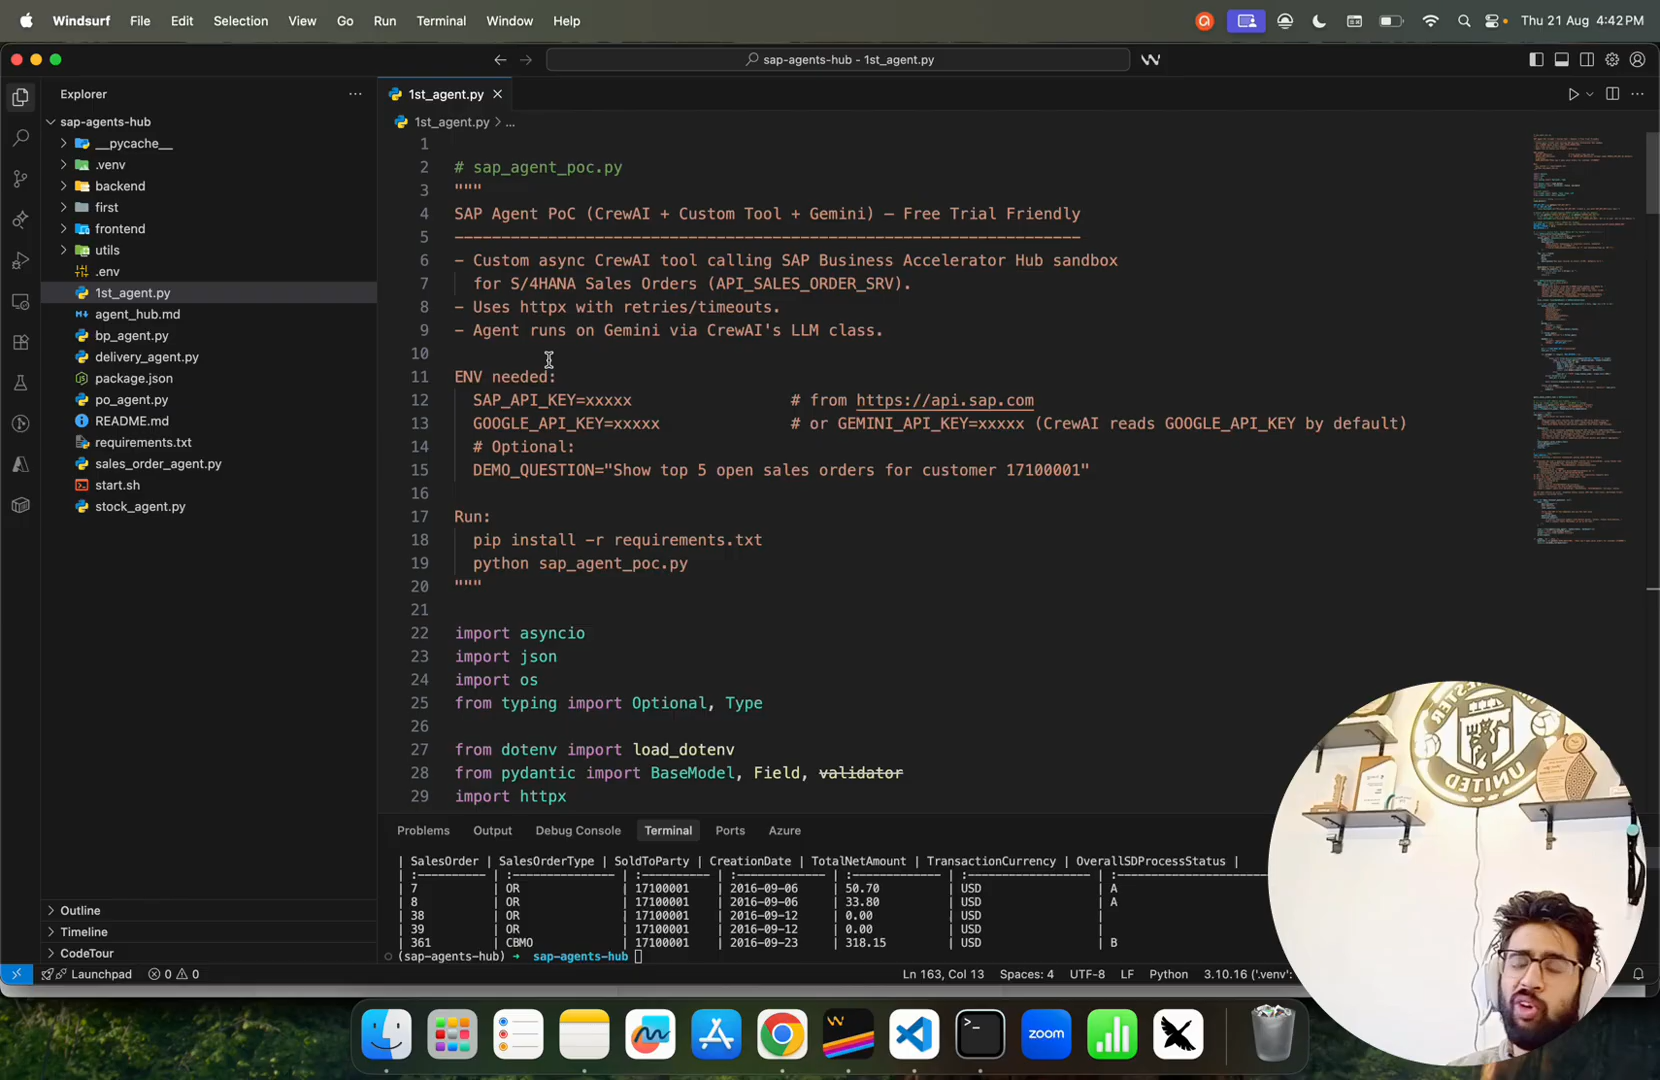 Windsurf File Edit Selection View Go Run Terminal Window Help Thu 21 Aug 4:42 PM
sap-agents-hub - 1st_agent.py
Explorer
1st_agent.py
sap-agents-hub
1st_agent.py > ...
__pycache__
.venv
backend
first
frontend
utils
.env
1st_agent.py
agent_hub.md
bp_agent.py
delivery_agent.py
package.json
po_agent.py
README.md
requirements.txt
sales_order_agent.py
start.sh
stock_agent.py
Outline
Timeline
CodeTour
1
2 # sap_agent_poc.py
3 """
4 SAP Agent PoC (CrewAI + Custom Tool + Gemini) — Free Trial Friendly
5 -------------------------------------------------------------------
6 - Custom async CrewAI tool calling SAP Business Accelerator Hub sandbox
7 for S/4HANA Sales Orders (API_SALES_ORDER_SRV).
8 - Uses httpx with retries/timeouts.
9 - Agent runs on Gemini via CrewAI's LLM class.
10
11 ENV needed:
12 SAP_API_KEY=xxxxx # from https://api.sap.com
13 GOOGLE_API_KEY=xxxxx # or GEMINI_API_KEY=xxxxx (CrewAI reads GOOGLE_API_KEY by default)
14 # Optional:
15 DEMO_QUESTION="Show top 5 open sales orders for customer 17100001"
16
17 Run:
18 pip install -r requirements.txt
19 python sap_agent_poc.py
20 """
21
22 import asyncio
23 import json
24 import os
25 from typing import Optional, Type
26
27 from dotenv import load_dotenv
28 from pydantic import BaseModel, Field, validator
29 import httpx
Problems Output Debug Console Terminal Ports Azure
| SalesOrder | SalesOrderType | SoldToParty | CreationDate | TotalNetAmount | TransactionCurrency | OverallSDProcessStatus |
| 7 | OR | 17100001 | 2016-09-06 | 50.70 | USD | A
| 8 | OR | 17100001 | 2016-09-06 | 33.80 | USD | A
| 38 | OR | 17100001 | 2016-09-12 | 0.00 | USD |
| 39 | OR | 17100001 | 2016-09-12 | 0.00 | USD |
| 361 | CBMO | 17100001 | 2016-09-23 | 318.15 | USD | B
(sap-agents-hub) ➜ sap-agents-hub
Launchpad 0 0 Ln 163, Col 13 Spaces: 4 UTF-8 LF Python 3.10.16 ('.venv':
UNITED
zoom